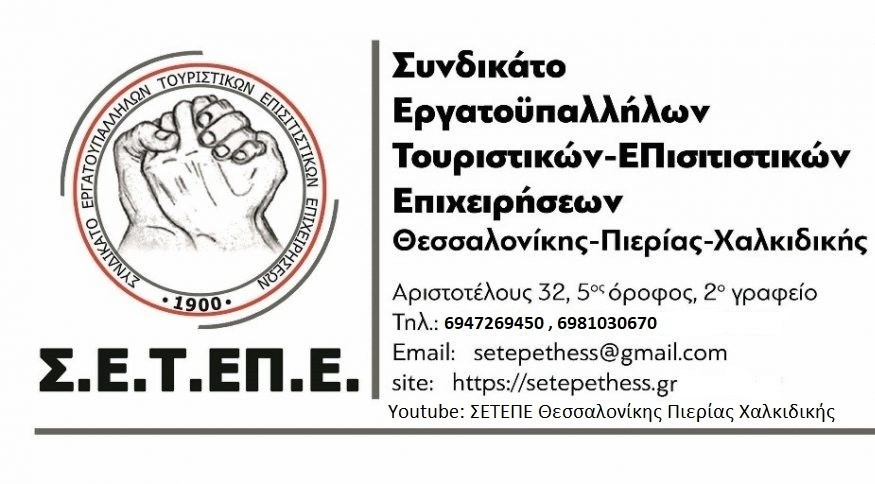 ΣΥΝΔΙΚΑΤΟ ΕΡΓΑΤΟΥΠΑΛΛΗΛΩΝ ΤΟΥΡΙΣΤΙΚΩΝ ΕΠΙΣΙΤΙΣΤΙΚΩΝ ΕΠΙΧΕΙΡΗΣΕΩΝ
·1900·
Σ.Ε.Τ.ΕΠ.Ε.
Συνδικάτο
Εργατοϋπαλλήλων
Τουριστικών-ΕΠισιτιστικών
Επιχειρήσεων
Θεσσαλονίκης-Πιερίας-Χαλκιδικής
Αριστοτέλους 32, 5ος όροφος, 2ο γραφείο
Τηλ.: 6947269450 , 6981030670
Email: setepethess@gmail.com
site: https://setepethess.gr
Youtube: ΣΕΤΕΠΕ Θεσσαλονίκης Πιερίας Χαλκιδικής